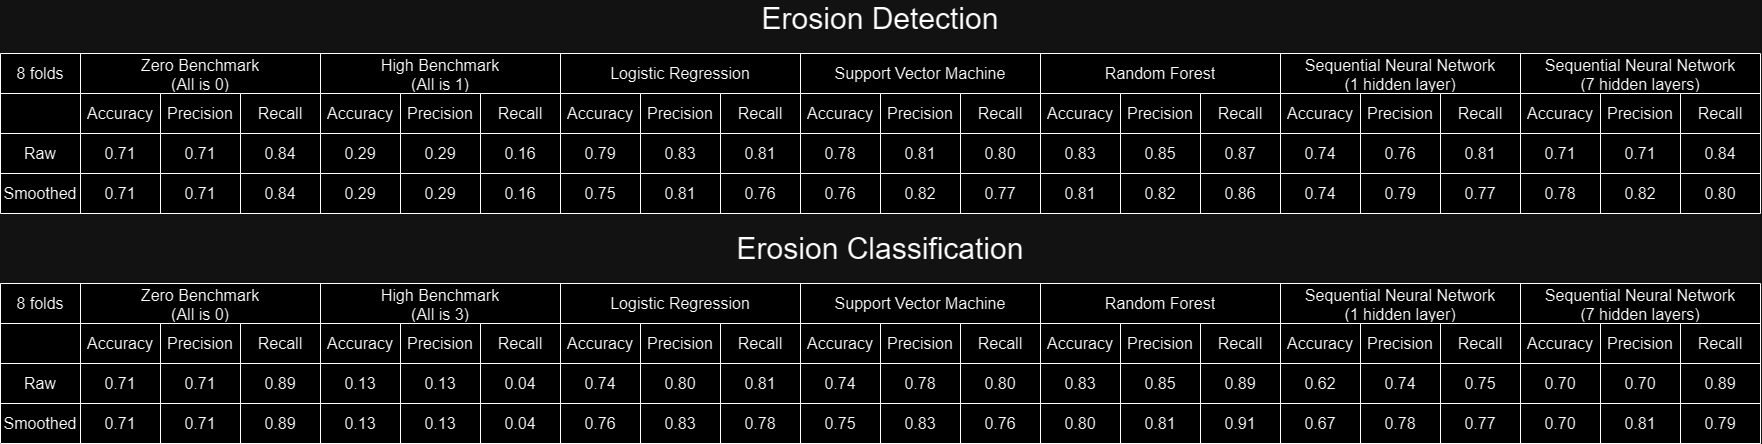 Erosion Detection
8 folds Zero Benchmark (All is 0) High Benchmark (All is 1) Logistic Regression Support Vector Machine Random Forest Sequential Neural Network (1 hidden layer) Sequential Neural Network (7 hidden layers)
Accuracy Precision Recall Accuracy Precision Recall Accuracy Precision Recall Accuracy Precision Recall Accuracy Precision Recall Accuracy Precision Recall Accuracy Precision Recall
Raw 0.71 0.71 0.84 0.29 0.29 0.16 0.79 0.83 0.81 0.78 0.81 0.80 0.83 0.85 0.87 0.74 0.76 0.81 0.71 0.71 0.84
Smoothed 0.71 0.71 0.84 0.29 0.29 0.16 0.75 0.81 0.76 0.76 0.82 0.77 0.81 0.82 0.86 0.74 0.79 0.77 0.78 0.82 0.80
Erosion Classification
8 folds Zero Benchmark (All is 0) High Benchmark (All is 3) Logistic Regression Support Vector Machine Random Forest Sequential Neural Network (1 hidden layer) Sequential Neural Network (7 hidden layers)
Accuracy Precision Recall Accuracy Precision Recall Accuracy Precision Recall Accuracy Precision Recall Accuracy Precision Recall Accuracy Precision Recall Accuracy Precision Recall
Raw 0.71 0.71 0.89 0.13 0.13 0.04 0.74 0.80 0.81 0.74 0.78 0.80 0.83 0.85 0.89 0.62 0.74 0.75 0.70 0.70 0.89
Smoothed 0.71 0.71 0.89 0.13 0.13 0.04 0.76 0.83 0.78 0.75 0.83 0.76 0.80 0.81 0.91 0.67 0.78 0.77 0.70 0.81 0.79